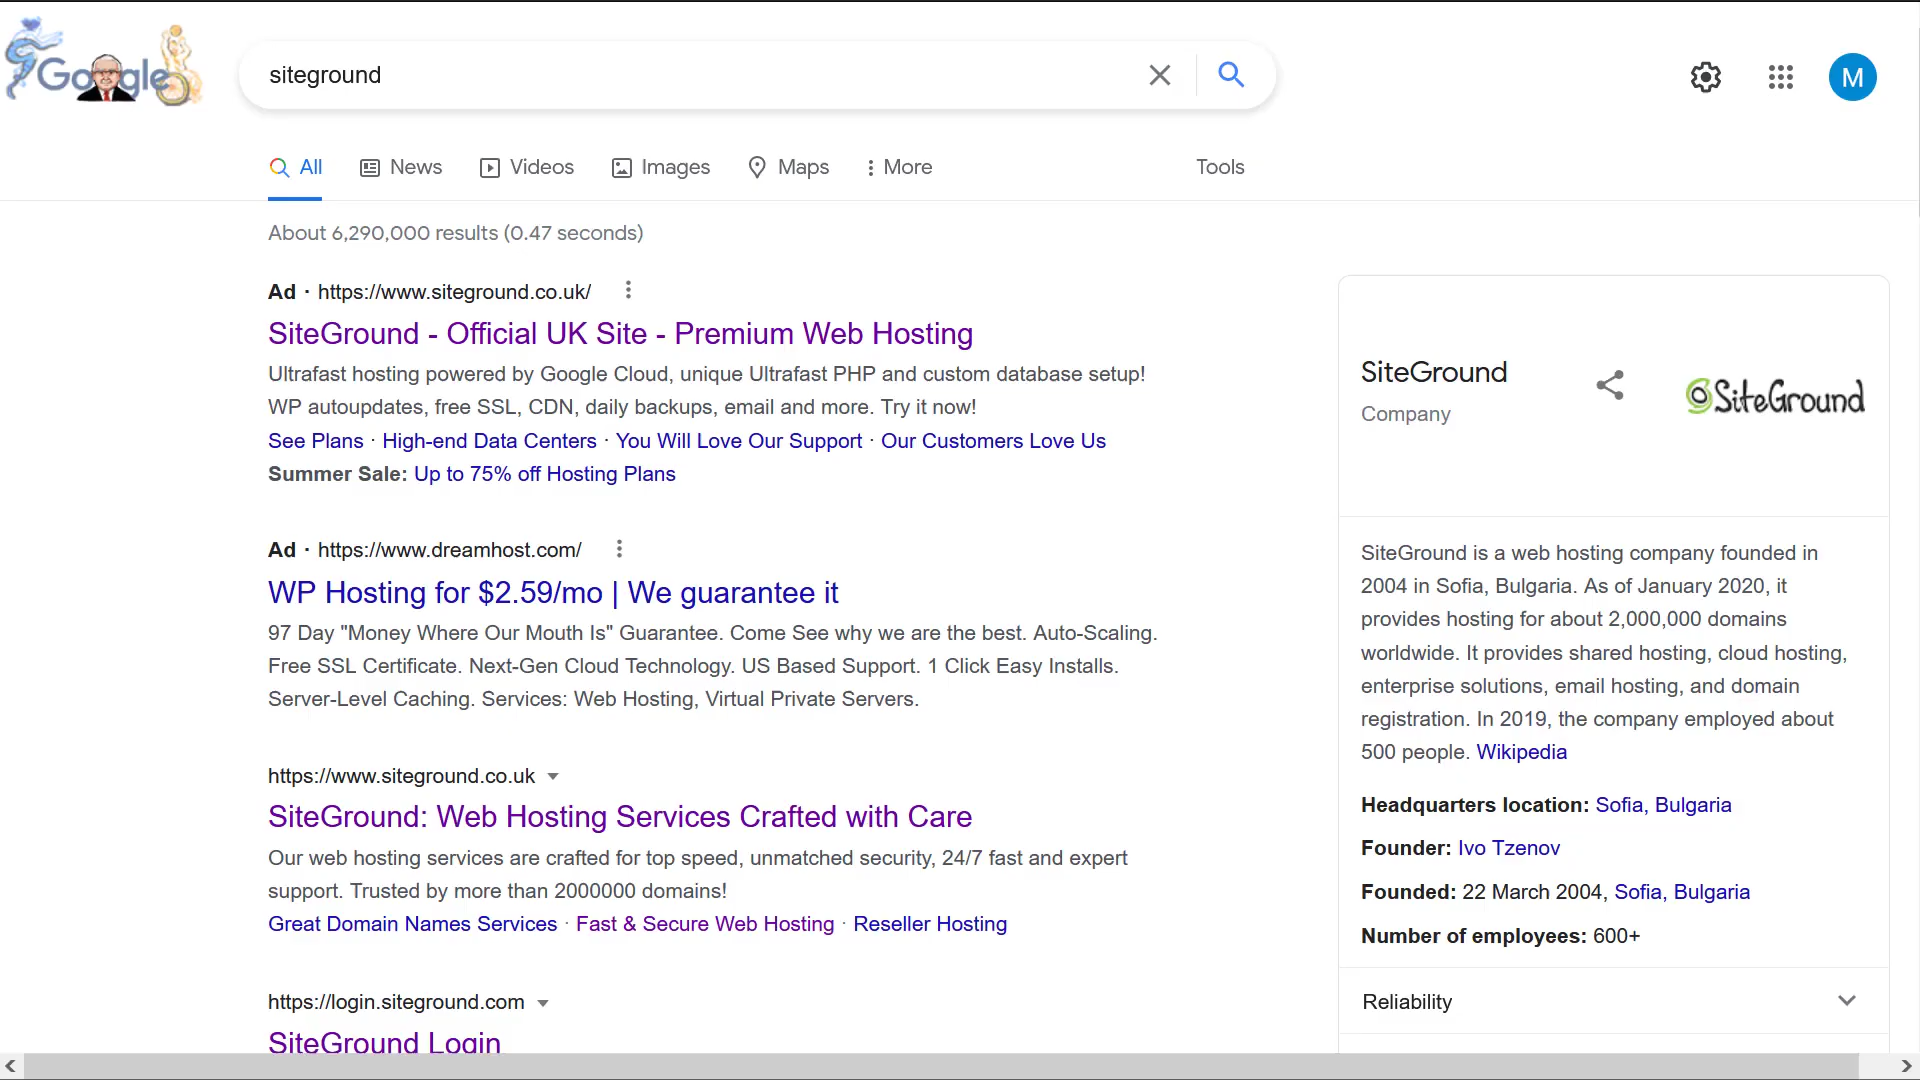 Google
siteground
M
All
News
Videos
Images
Maps
More
Tools
About 6,290,000 results (0.47 seconds)
Ad · https://www.siteground.co.uk/
SiteGround - Official UK Site - Premium Web Hosting
Ultrafast hosting powered by Google Cloud, unique Ultrafast PHP and custom database setup!
WP autoupdates, free SSL, CDN, daily backups, email and more. Try it now!
See Plans · High-end Data Centers · You Will Love Our Support · Our Customers Love Us
Summer Sale: Up to 75% off Hosting Plans
Ad · https://www.dreamhost.com/
WP Hosting for $2.59/mo | We guarantee it
97 Day "Money Where Our Mouth Is" Guarantee. Come See why we are the best. Auto-Scaling.
Free SSL Certificate. Next-Gen Cloud Technology. US Based Support. 1 Click Easy Installs.
Server-Level Caching. Services: Web Hosting, Virtual Private Servers.
https://www.siteground.co.uk
SiteGround: Web Hosting Services Crafted with Care
Our web hosting services are crafted for top speed, unmatched security, 24/7 fast and expert
support. Trusted by more than 2000000 domains!
Great Domain Names Services · Fast & Secure Web Hosting · Reseller Hosting
https://login.siteground.com
SiteGround Login
SiteGround
Company
SiteGround
SiteGround is a web hosting company founded in
2004 in Sofia, Bulgaria. As of January 2020, it
provides hosting for about 2,000,000 domains
worldwide. It provides shared hosting, cloud hosting,
enterprise solutions, email hosting, and domain
registration. In 2019, the company employed about
500 people. Wikipedia
Headquarters location: Sofia, Bulgaria
Founder: Ivo Tzenov
Founded: 22 March 2004, Sofia, Bulgaria
Number of employees: 600+
Reliability